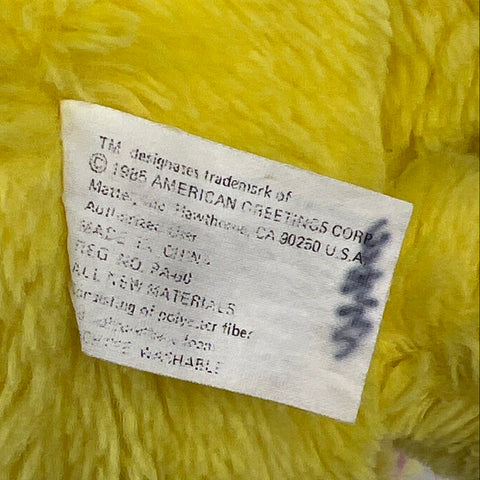 TM designates trademark of
© 1985 AMERICAN GREETINGS CORP.
Mattel, Inc. Hawthorne, CA 90250 U.S.A.
Authorized User
MADE IN CHINA
REG NO. PA-60
ALL NEW MATERIALS
consisting of polyester fiber
WASHABLE